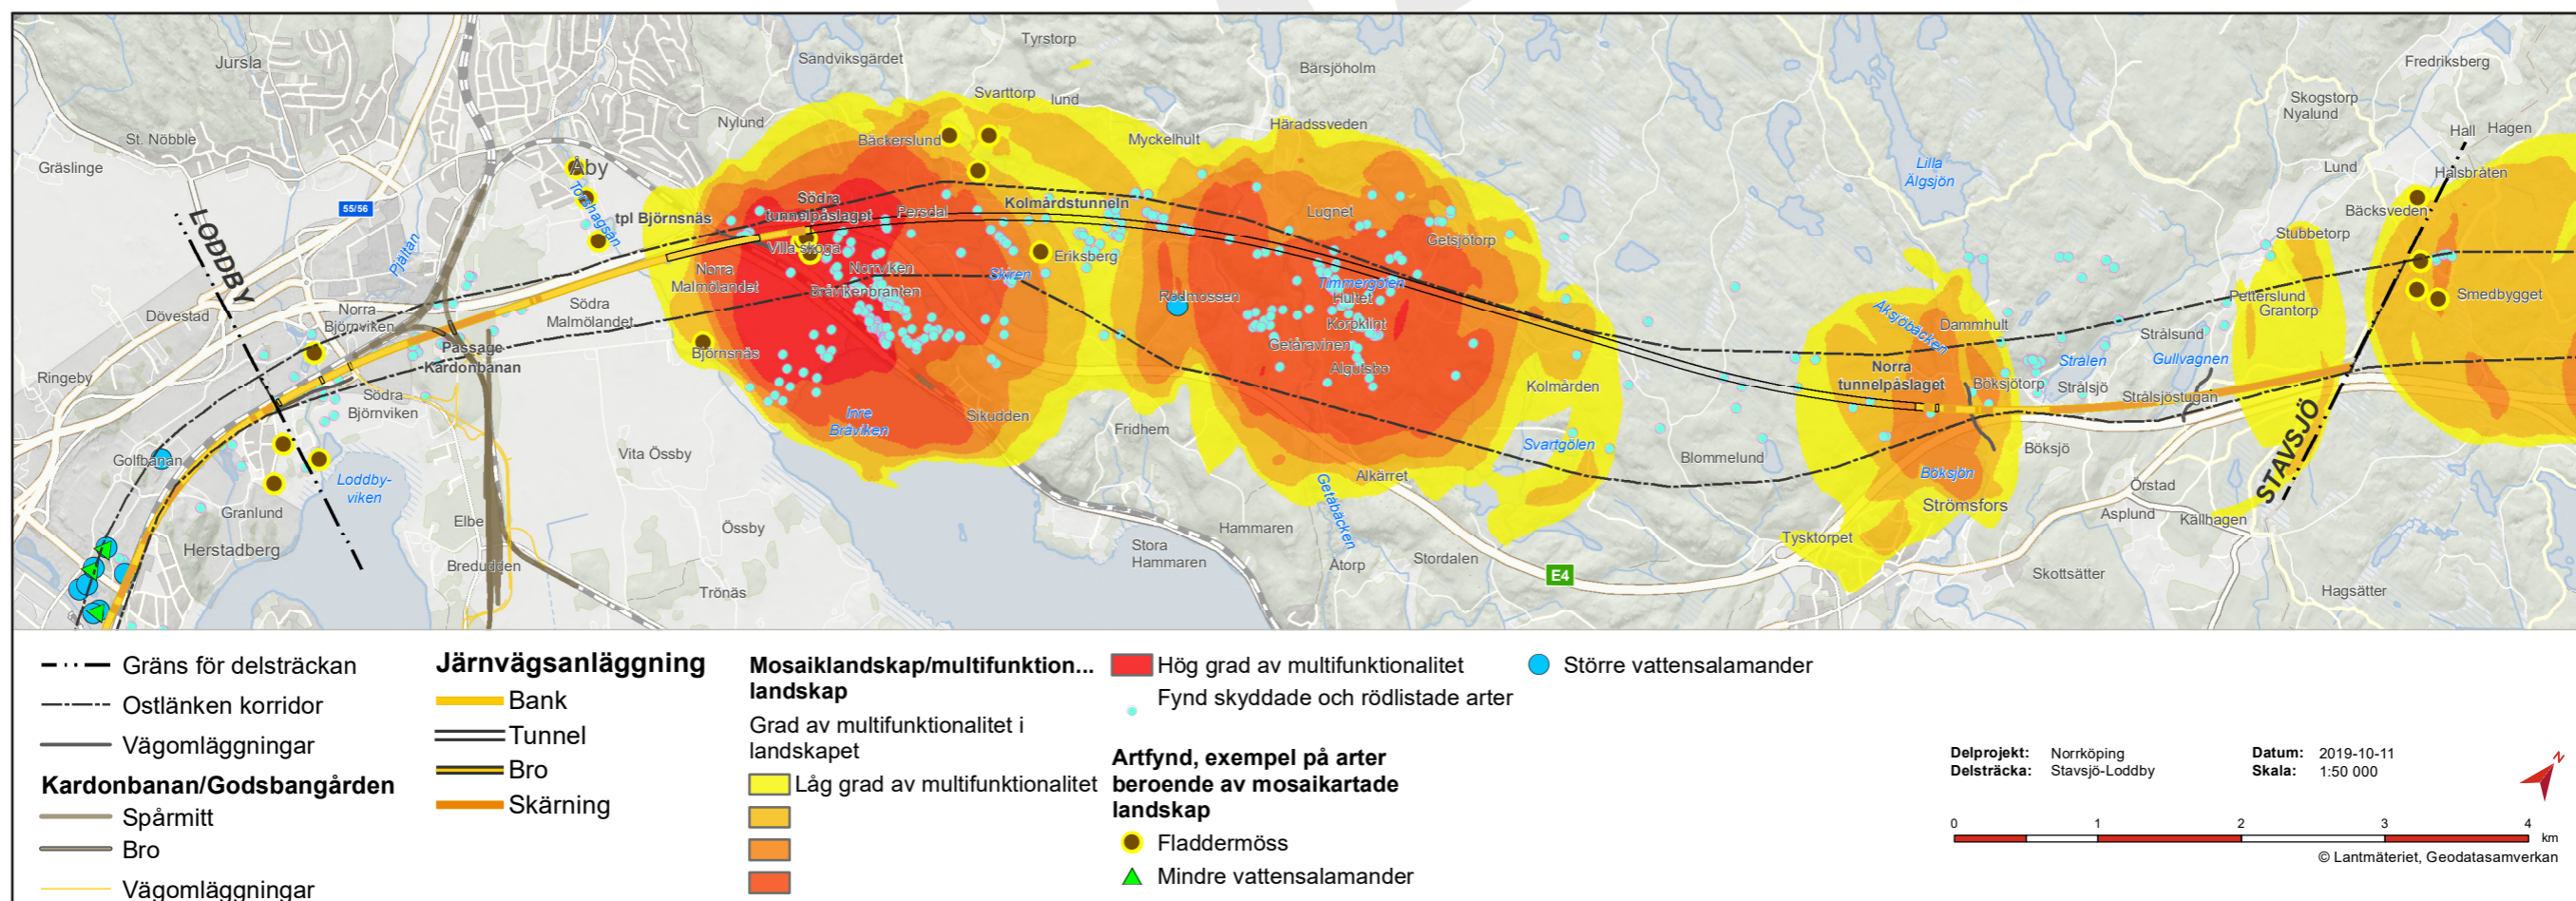 Tyrstorp
Jursla
Sandviksgärdet
Bärsjöholm
Fredriksberg
Svarttorp
lund
Skogstorp
Nyalund
St. Nöbble
Nylund
Bäckerslund
Myckelhult
Häradssveden
Hall
Hagen
Gräslinge
Åby
Lilla
Älgsjön
Lund
Halsbråten
55/56
LODDBY
Torshagsån
tpl Björnsnäs
Södra
tunnelpåslaget
Persdal
Kolmårdstunneln
Lugnet
Bäcksveden
Stubbetorp
Pjältån
Villa skoga
Eriksberg
Getsjötorp
Norra
Malmölandet
Norrviken
Skiren
Bråvikenbranten
Rödmossen
Timmergölen
Hultet
Petterslund
Grantorp
Smedbygget
Dövestad
Norra
Björnviken
Södra
Malmölandet
Korpklint
Aksjöbäcken
Dammhult
Strålsund
Passage
Kardonbanan
Björnsnäs
Getåravinen
Algutsbo
Strålen
Gullvagnen
Ringeby
Södra
Björnviken
Kolmården
Norra
tunnelpåslaget
Böksjötorp
Strålsjö
Strålsjöstugan
Inre
Bråviken
Sikudden
Fridhem
Svartgölen
STAVSJÖ
Golfbanan
Vita Össby
Blommelund
Böksjö
Loddby-
viken
Alkärret
Böksjön
Örstad
Granlund
Elbe
Össby
Hammaren
Getåbäcken
Strömsfors
Asplund
Källhagen
Herstadberg
Stora
Hammaren
Tysktorpet
Bredudden
Åtorp
Stordalen
E4
Skottsätter
Trönäs
Hagsätter
Gräns för delsträckan
Ostlänken korridor
Vägomläggningar
Kardonbanan/Godsbangården
Spårmitt
Bro
Vägomläggningar
Järnvägsanläggning
Bank
Tunnel
Bro
Skärning
Mosaiklandskap/multifunktion...
landskap
Grad av multifunktionalitet i
landskapet
Låg grad av multifunktionalitet
Hög grad av multifunktionalitet
Fynd skyddade och rödlistade arter
Artfynd, exempel på arter
beroende av mosaikartade
landskap
Fladdermöss
Mindre vattensalamander
Större vattensalamander
Delprojekt: Norrköping
Delsträcka: Stavsjö-Loddby
Datum: 2019-10-11
Skala: 1:50 000
N
0 1 2 3 4
km
© Lantmäteriet, Geodatasamverkan